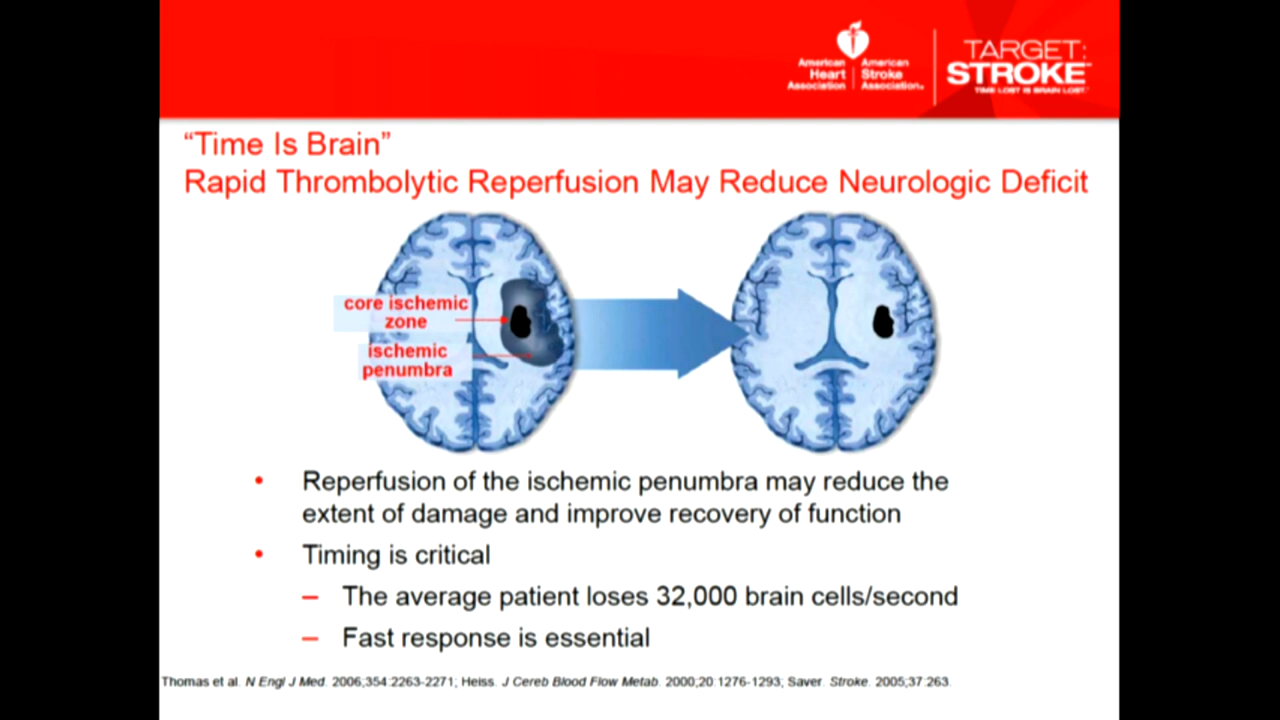 American Heart Association
American Stroke Association®
TARGET:
STROKE™
TIME LOST IS BRAIN LOST.™
“Time Is Brain”
Rapid Thrombolytic Reperfusion May Reduce Neurologic Deficit
core ischemic
zone
ischemic
penumbra
• Reperfusion of the ischemic penumbra may reduce the
extent of damage and improve recovery of function
• Timing is critical
– The average patient loses 32,000 brain cells/second
– Fast response is essential
Thomas et al. N Engl J Med. 2006;354:2263-2271; Heiss. J Cereb Blood Flow Metab. 2000;20:1276-1293; Saver. Stroke. 2005;37:263.